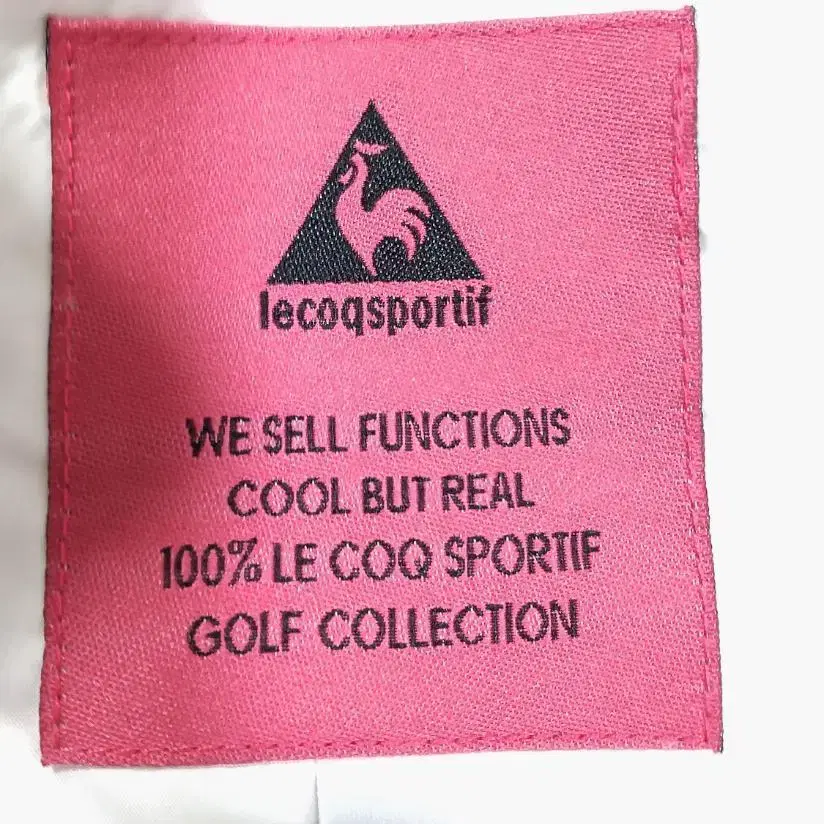 lecoqsportif
WE SELL FUNCTIONS
COOL BUT REAL
100% LE COQ SPORTIF
GOLF COLLECTION